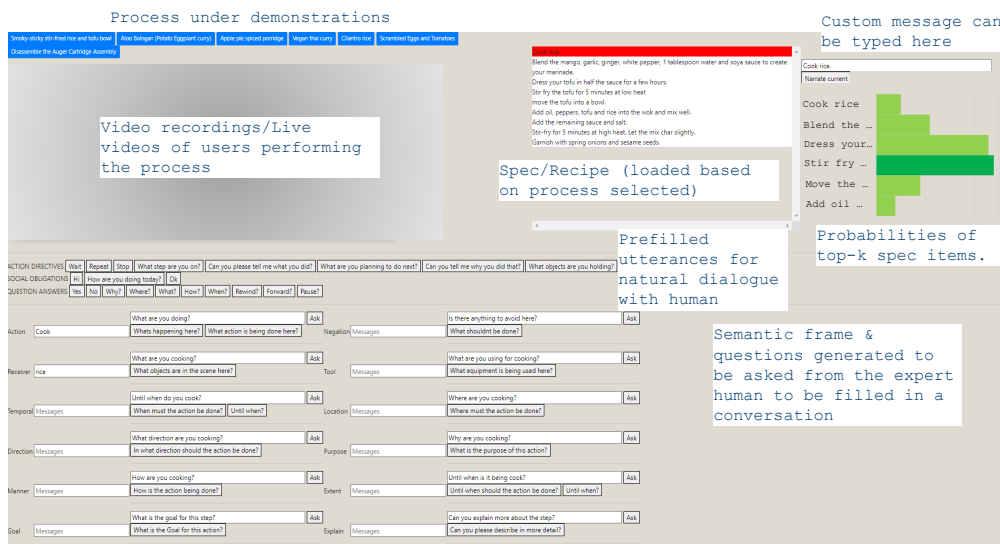 Process under demonstrations
Custom message can be typed here
Smoky-sticky stir-fried rice and tofu bowl
Aloo Baingan (Potato Eggplant curry)
Apple pie spiced porridge
Vegan thai curry
Cilantro rice
Scrambled Eggs and Tomatoes
Disassemble the Auger Cartridge Assembly
Video recordings/Live
videos of users performing
the process
Cook rice.
Blend the mango, garlic, ginger, white pepper, 1 tablespoon water and soya sauce to create
your marinade.
Dress your tofu in half the sauce for a few hours.
Stir fry the tofu for 5 minutes at low heat
move the tofu into a bowl.
Add oil, peppers, tofu and rice into the wok and mix well.
Add the remaining sauce and salt.
Stir-fry for 5 minutes at high heat. Let the mix char slightly.
Garnish with spring onions and sesame seeds.
Spec/Recipe (loaded based
on process selected)
Cook rice.
Narrate current
Cook rice
Blend the …
Dress your…
Stir fry …
Move the …
Add oil …
Probabilities of
top-k spec items.
Prefilled
utterances for
natural dialogue
with human
ACTION DIRECTIVES Wait Repeat Stop What step are you on? Can you please tell me what you did? What are you planning to do next? Can you tell me why you did that? What objects are you holding?
SOCIAL OBLIGATIONS Hi How are you doing today? Ok
QUESTION ANSWERS Yes No Why? Where? What? How? When? Rewind? Forward? Pause?
Semantic frame &
questions generated to
be asked from the expert
human to be filled in a
conversation
What are you doing? Ask
Action Cook Whats happening here? What action is being done here?
Is there anything to avoid here? Ask
Negation Messages What shouldnt be done?
What are you cooking? Ask
Receiver rice What objects are in the scene here?
What are you using for cooking? Ask
Tool Messages What equipment is being used here?
Until when do you cook? Ask
Temporal Messages When must the action be done? Until when?
Where are you cooking? Ask
Location Messages Where must the action be done?
What direction are you cooking? Ask
Direction Messages In what direction should the action be done?
Why are you cooking? Ask
Purpose Messages What is the purpose of this action?
How are you cooking? Ask
Manner Messages How is the action being done?
Until when is it being cook? Ask
Extent Messages Until when should the action be done? Until when?
What is the goal for this step? Ask
Goal Messages What is the Goal for this action?
Can you explain more about the step? Ask
Explain Messages Can you please describe in more detail?